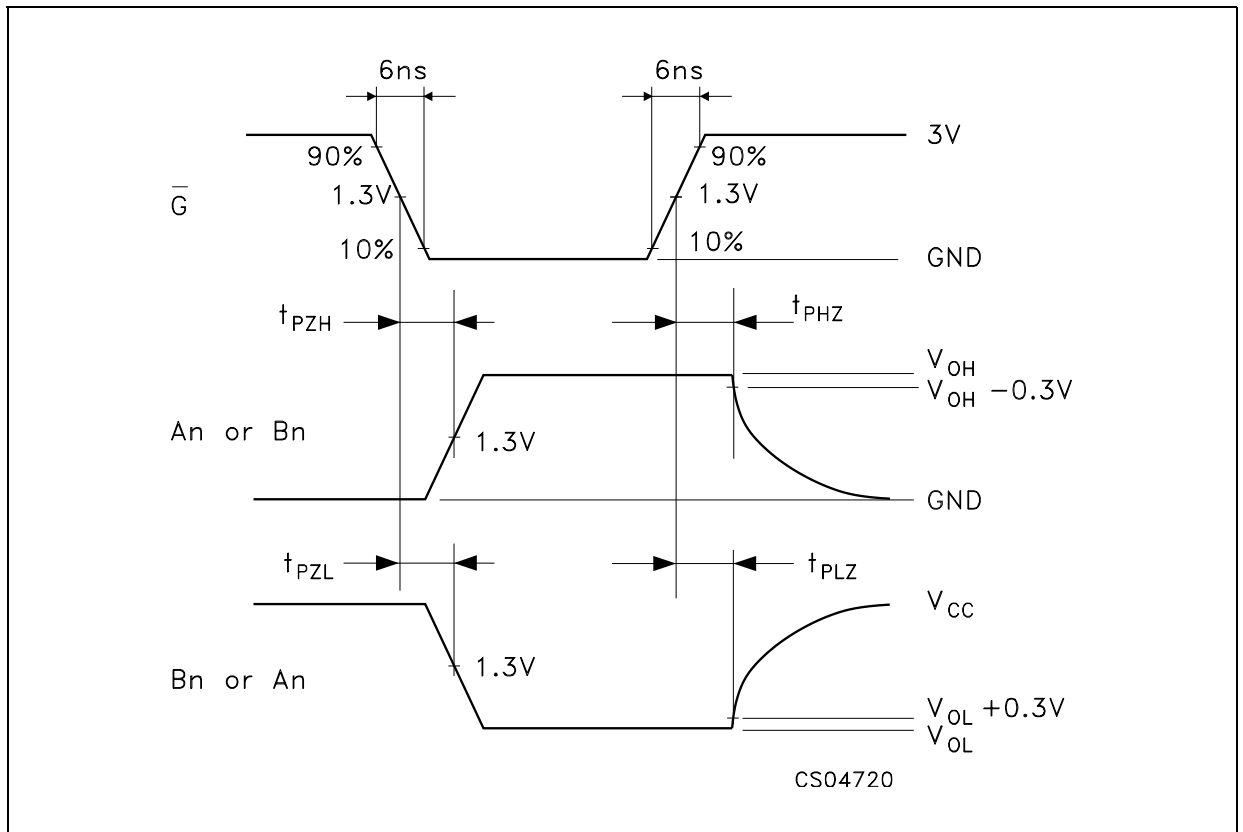 6ns 6ns
3V
90% 90%
G̅ 1.3V 1.3V
10% 10%
GND
tPZH tPHZ
VOH
VOH −0.3V
An or Bn 1.3V
GND
tPZL tPLZ
VCC
Bn or An 1.3V
VOL +0.3V
VOL
CS04720